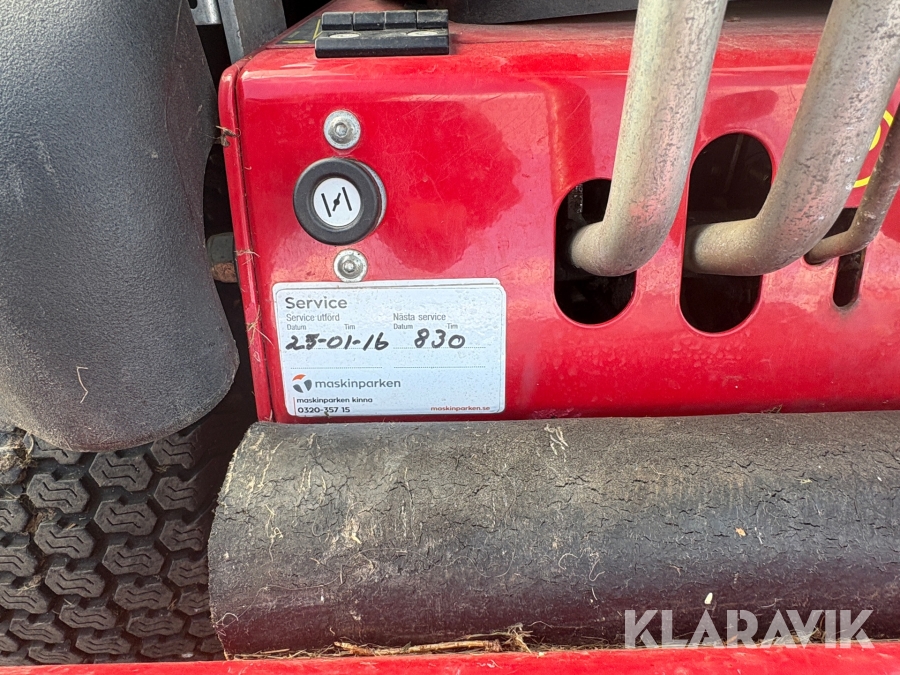 Service
Service utförd Nästa service
Datum Tim Datum Tim
25-01-16 830
maskinparken
maskinparken kinna
0320-357 15 maskinparken.se
KLARAVIK